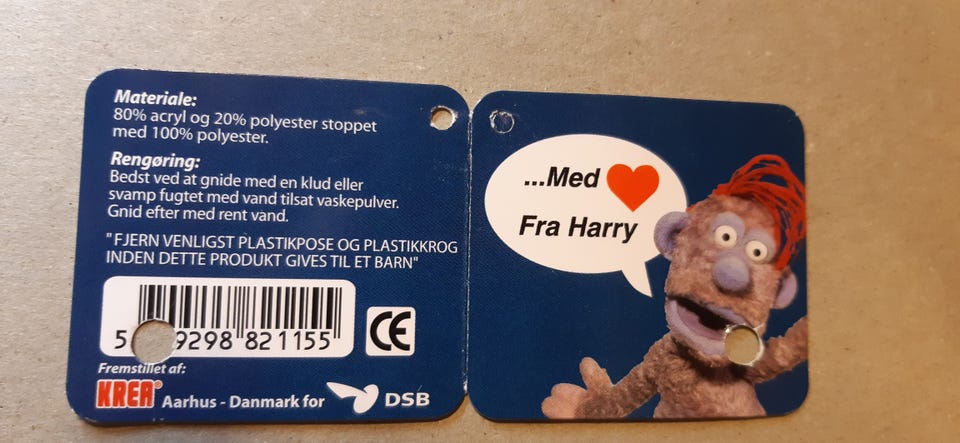 Materiale:
80% acryl og 20% polyester stoppet
med 100% polyester.
Rengøring:
Bedst ved at gnide med en klud eller
svamp fugtet med vand tilsat vaskepulver.
Gnid efter med rent vand.
"FJERN VENLIGST PLASTIKPOSE OG PLASTIKKROG
INDEN DETTE PRODUKT GIVES TIL ET BARN"
5 9298 821155
CE
Fremstillet af:
KREA® Aarhus - Danmark for DSB
...Med
Fra Harry